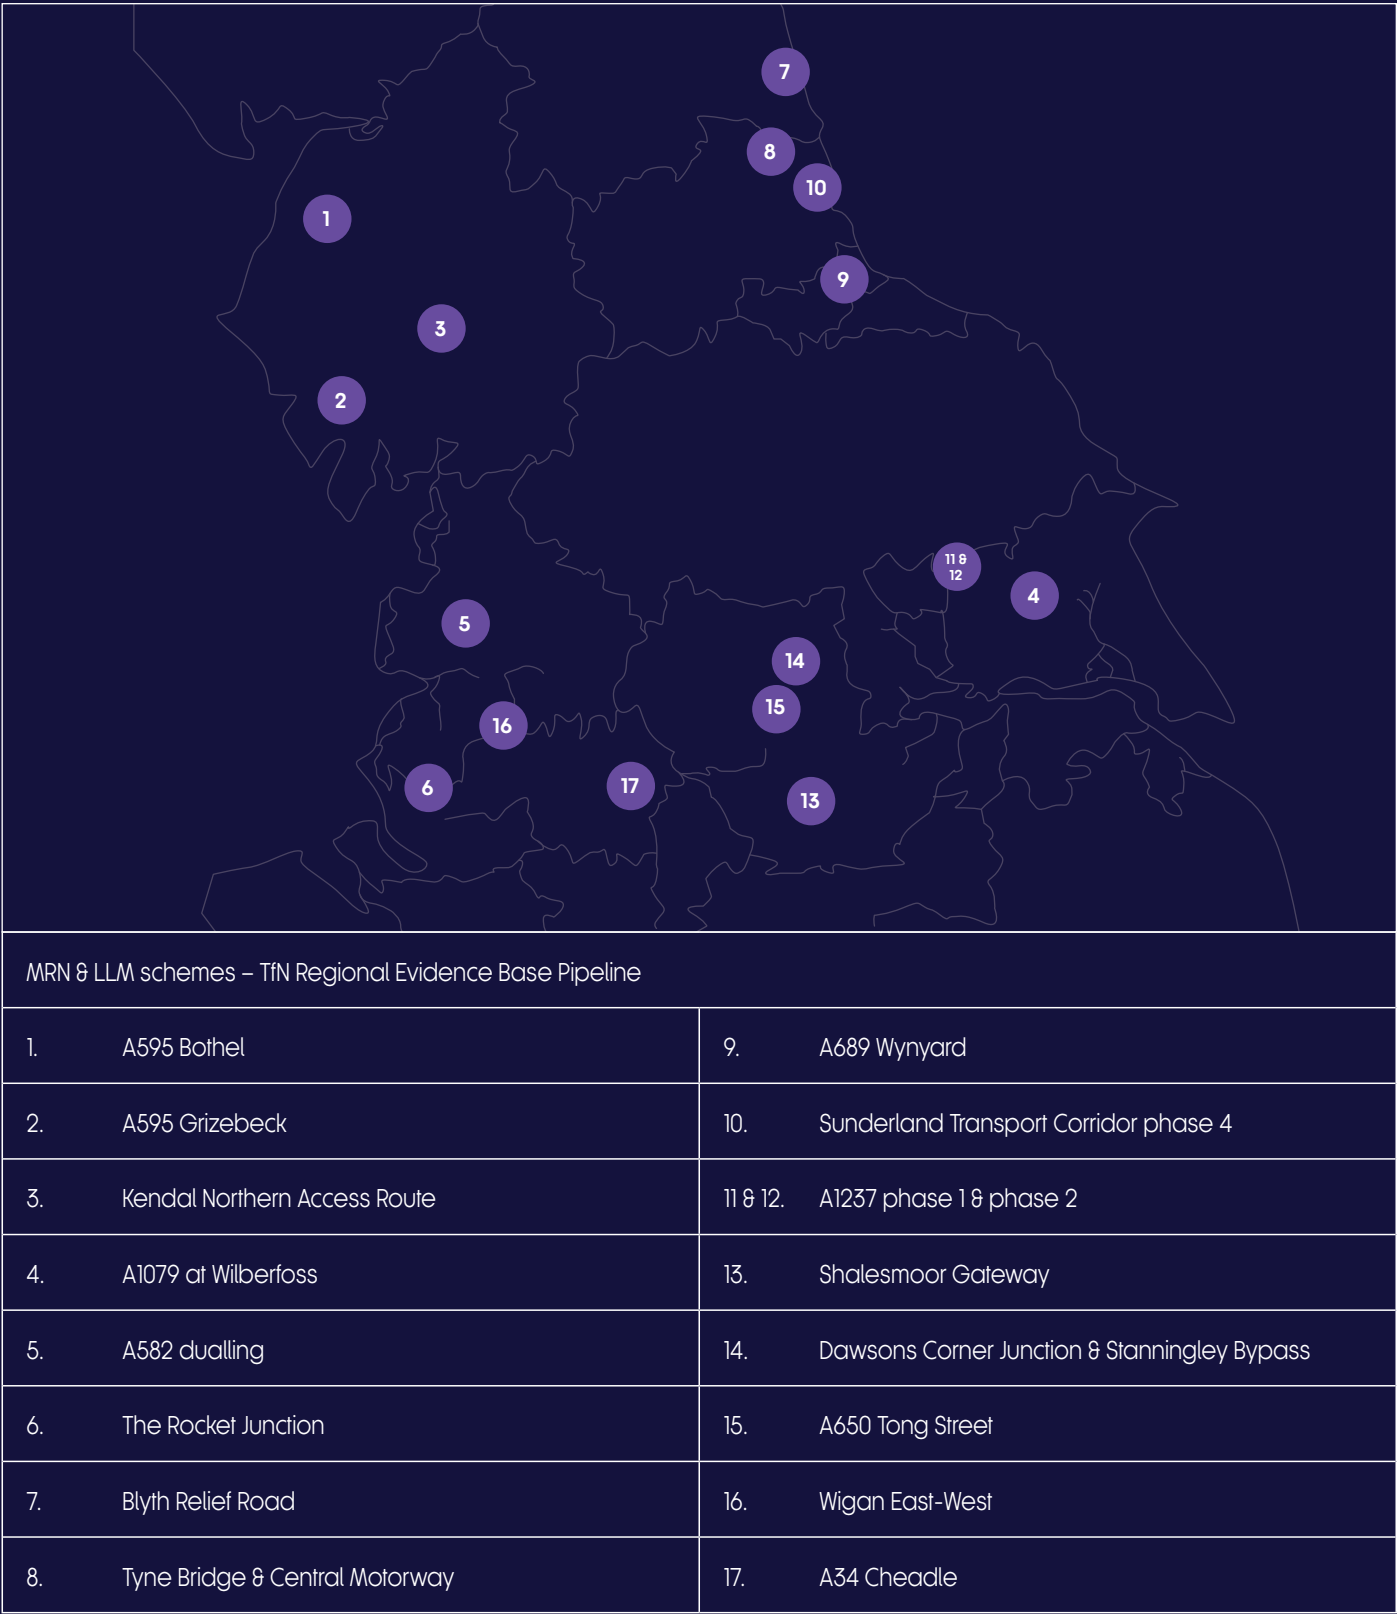 7
8
10
1
9
3
2
11 &
12
4
5
14
15
16
6
17
13
MRN & LLM schemes – TfN Regional Evidence Base Pipeline
1. A595 Bothel
9. A689 Wynyard
2. A595 Grizebeck
10. Sunderland Transport Corridor phase 4
3. Kendal Northern Access Route
11 & 12. A1237 phase 1 & phase 2
4. A1079 at Wilberfoss
13. Shalesmoor Gateway
5. A582 dualling
14. Dawsons Corner Junction & Stanningley Bypass
6. The Rocket Junction
15. A650 Tong Street
7. Blyth Relief Road
16. Wigan East-West
8. Tyne Bridge & Central Motorway
17. A34 Cheadle